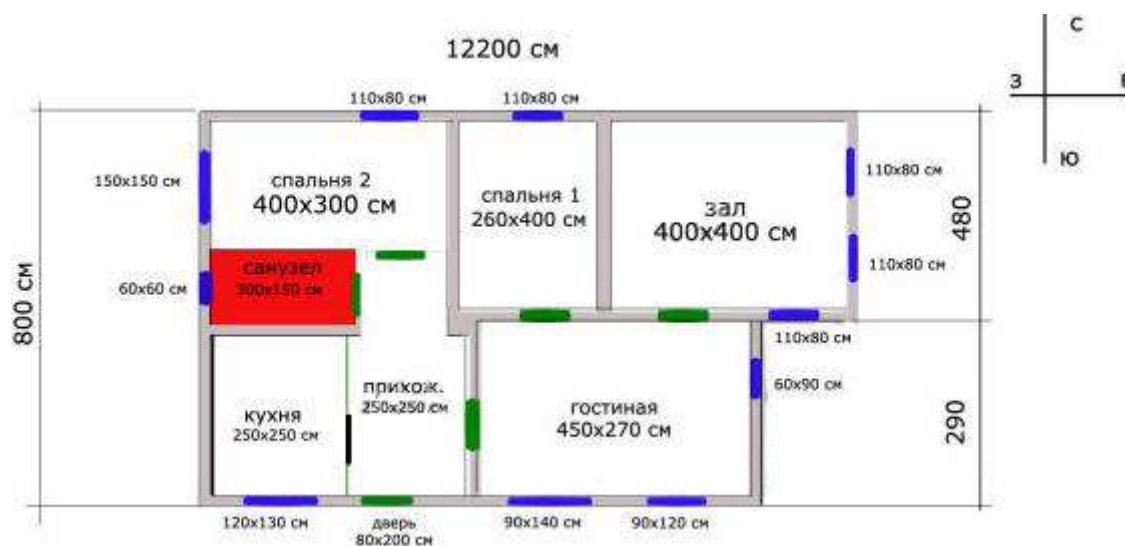 С
12200 см
З
В
110x80 см
110x80 см
Ю
150x150 см
спальня 2
400x300 см
спальня 1
260x400 см
зал
400x400 см
110x80 см
480
санузел
300x150 см
60x60 см
110x80 см
800 см
110x80 см
60x90 см
прихож.
250x250 см
кухня
250x250 см
гостиная
450x270 см
290
120x130 см
дверь
80x200 см
90x140 см
90x120 см